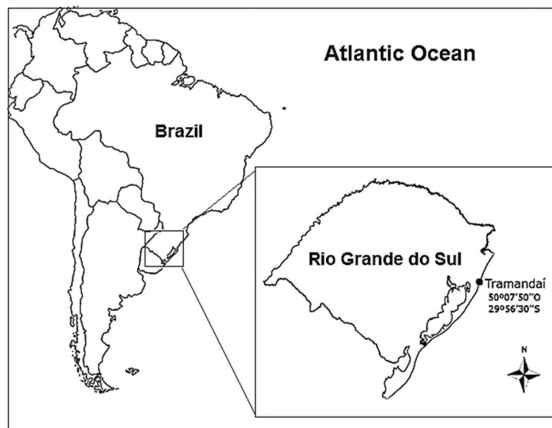 Atlantic Ocean
Brazil
Rio Grande do Sul
Tramandaí
50º07'50"O
29º56'30"S
N